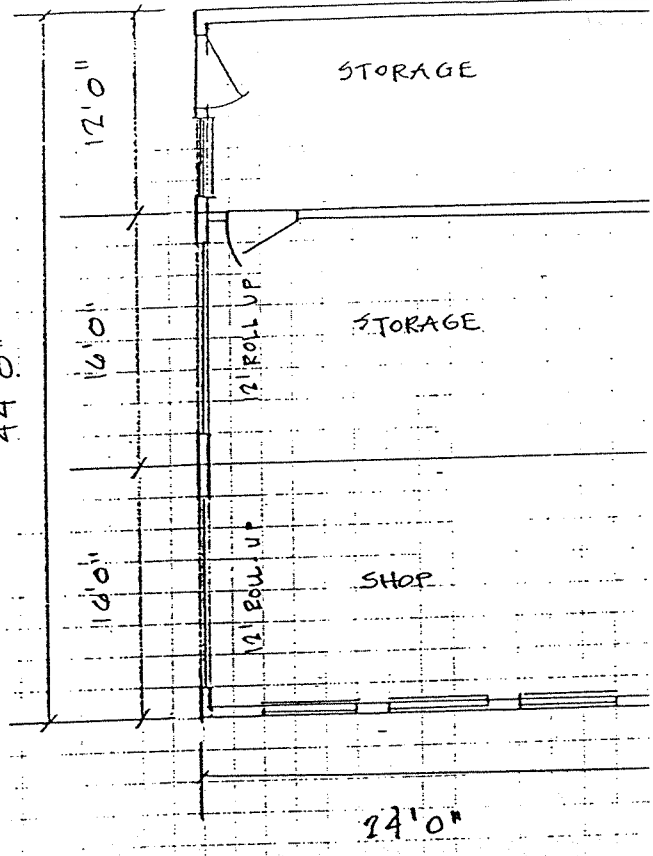 STORAGE
12'0"
STORAGE
12' ROLL UP
16'0"
44'0"
SHOP
12' ROLL UP
16'0"
24'0"